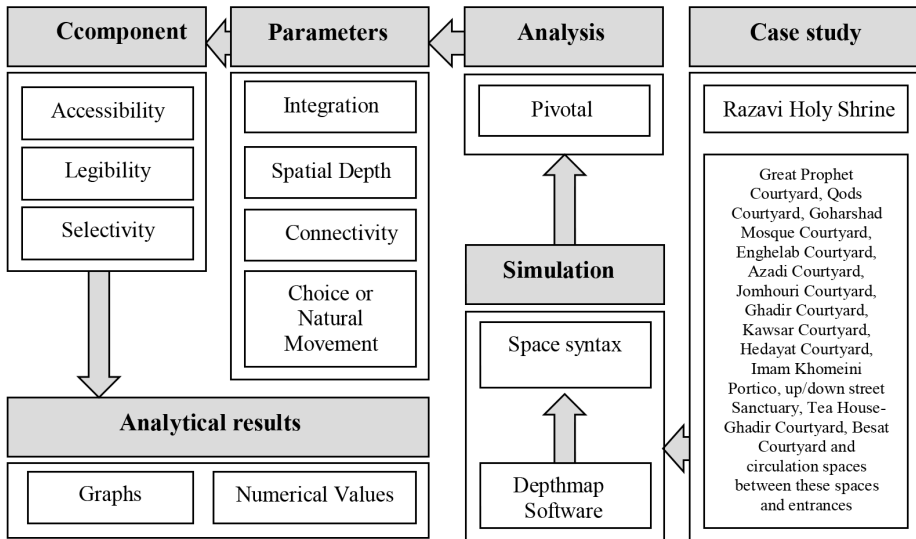 Ccomponent
Accessibility
Legibility
Selectivity
Parameters
Integration
Spatial Depth
Connectivity
Choice or
Natural
Movement
Analysis
Pivotal
Simulation
Space syntax
Depthmap
Software
Case study
Razavi Holy Shrine
Great Prophet
Courtyard, Qods
Courtyard, Goharshad
Mosque Courtyard,
Enghelab Courtyard,
Azadi Courtyard,
Jomhouri Courtyard,
Ghadir Courtyard,
Kawsar Courtyard,
Hedayat Courtyard,
Imam Khomeini
Portico, up/down street
Sanctuary, Tea House-
Ghadir Courtyard, Besat
Courtyard and
circulation spaces
between these spaces
and entrances
Analytical results
Graphs
Numerical Values